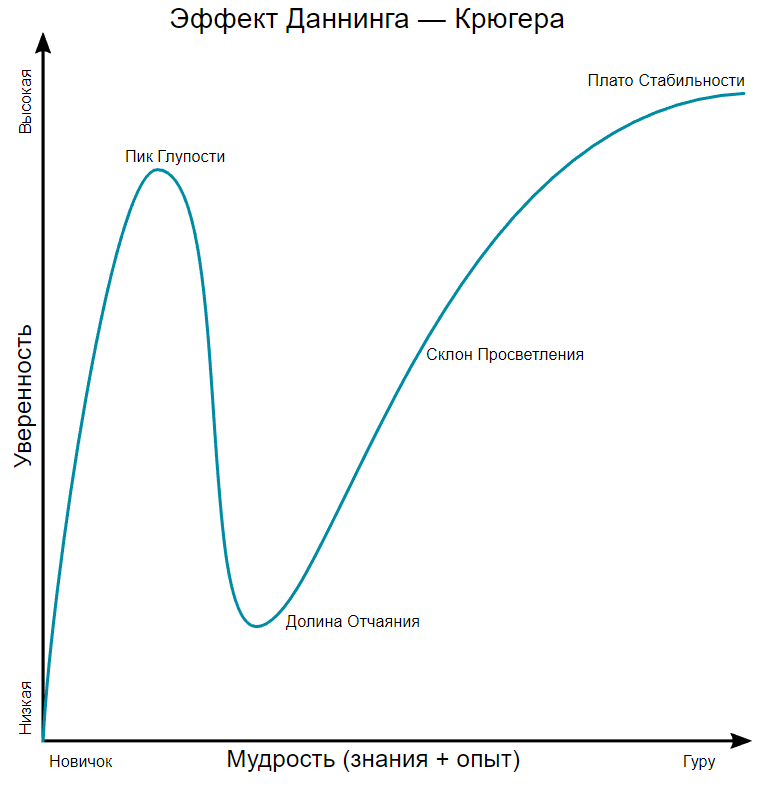 Эффект Даннинга — Крюгера
Высокая
Плато Стабильности
Пик Глупости
Уверенность
Склон Просветления
Долина Отчаяния
Низкая
Новичок
Мудрость (знания + опыт)
Гуру